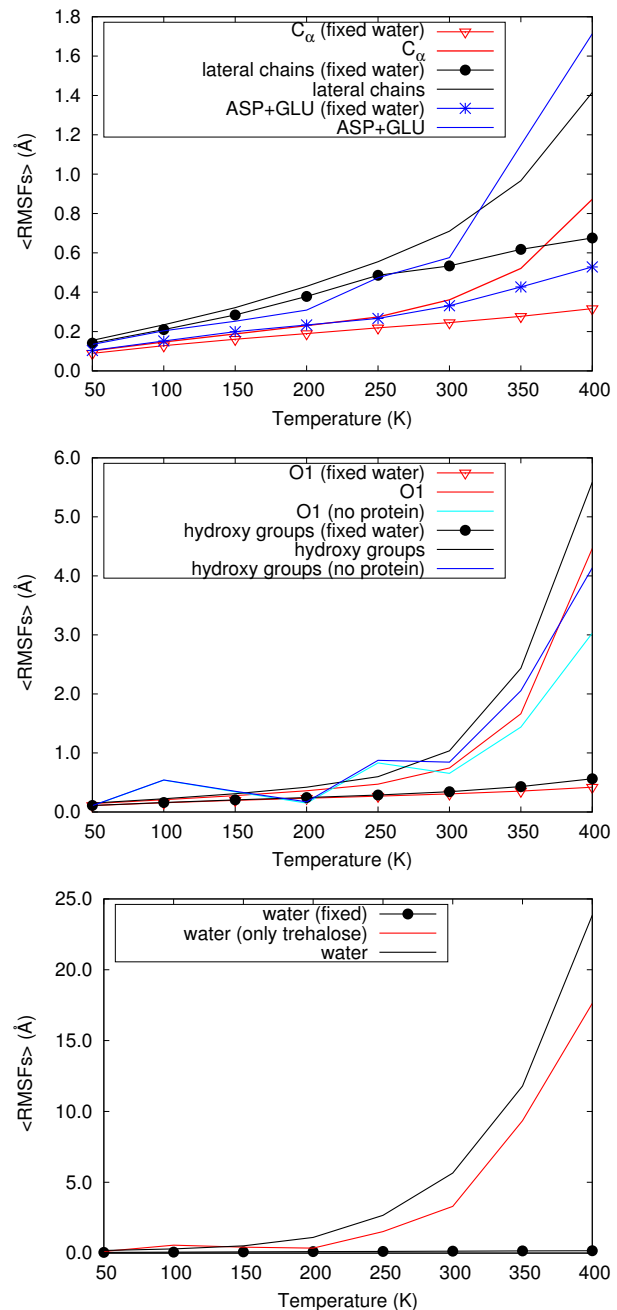 1.8
1.6
1.4
1.2
1.0
0.8
0.6
0.4
0.2
0.0
<RMSFs> (Å)
Cα (fixed water)
Cα
lateral chains (fixed water)
lateral chains
ASP+GLU (fixed water)
ASP+GLU
50 100 150 200 250 300 350 400
Temperature (K)
6.0
5.0
4.0
3.0
2.0
1.0
0.0
<RMSFs> (Å)
O1 (fixed water)
O1
O1 (no protein)
hydroxy groups (fixed water)
hydroxy groups
hydroxy groups (no protein)
50 100 150 200 250 300 350 400
Temperature (K)
25.0
20.0
15.0
10.0
5.0
0.0
<RMSFs> (Å)
water (fixed)
water (only trehalose)
water
50 100 150 200 250 300 350 400
Temperature (K)